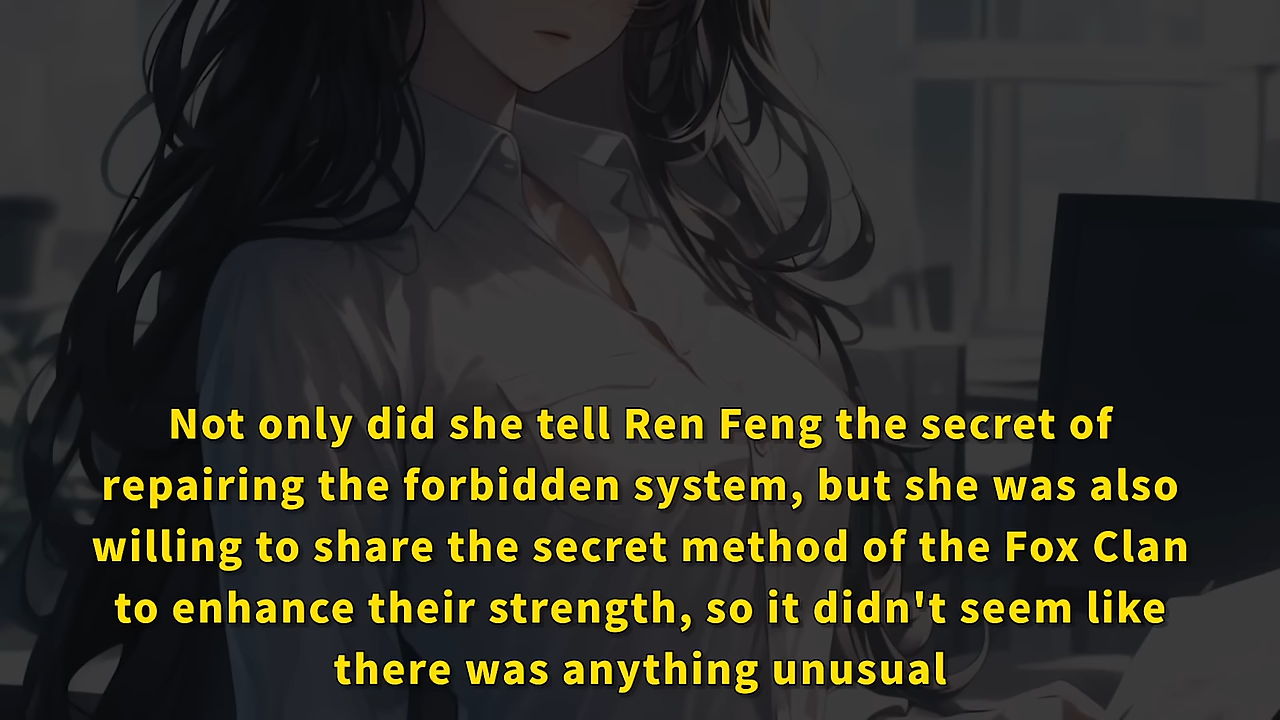 Not only did she tell Ren Feng the secret of
repairing the forbidden system, but she was also
willing to share the secret method of the Fox Clan
to enhance their strength, so it didn't seem like
there was anything unusual